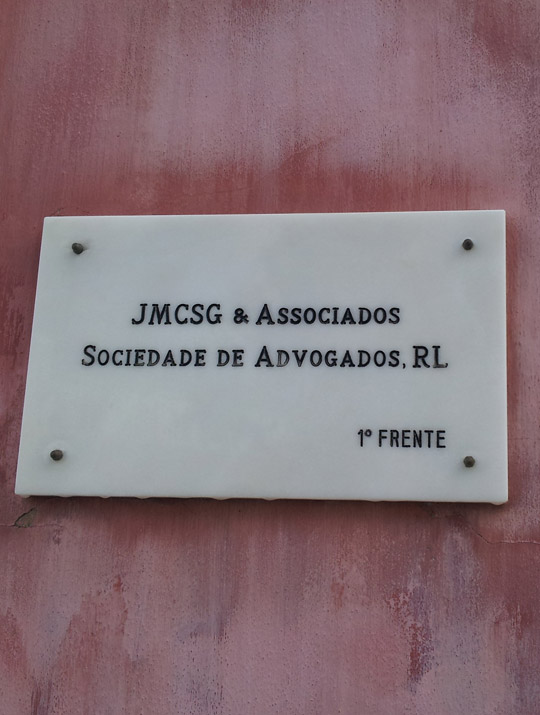 JMCSG & ASSOCIADOS
SOCIEDADE DE ADVOGADOS, RL
1º FRENTE